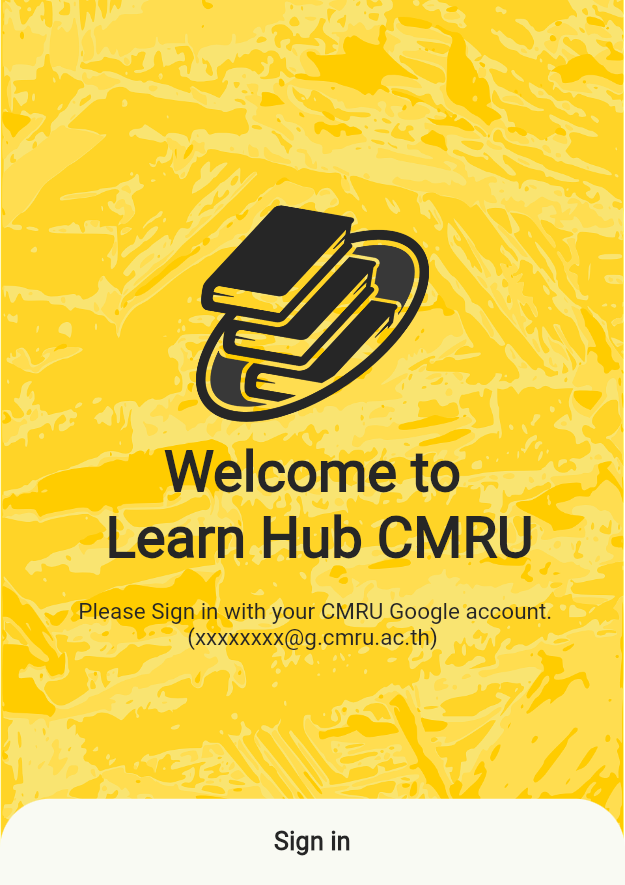 Welcome to
Learn Hub CMRU
Please Sign in with your CMRU Google account.
(xxxxxxxx@g.cmru.ac.th)
Sign in